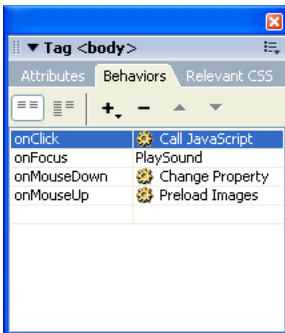 Tag <body>
Attributes Behaviors Relevant CSS
onClick Call JavaScript
onFocus PlaySound
onMouseDown Change Property
onMouseUp Preload Images